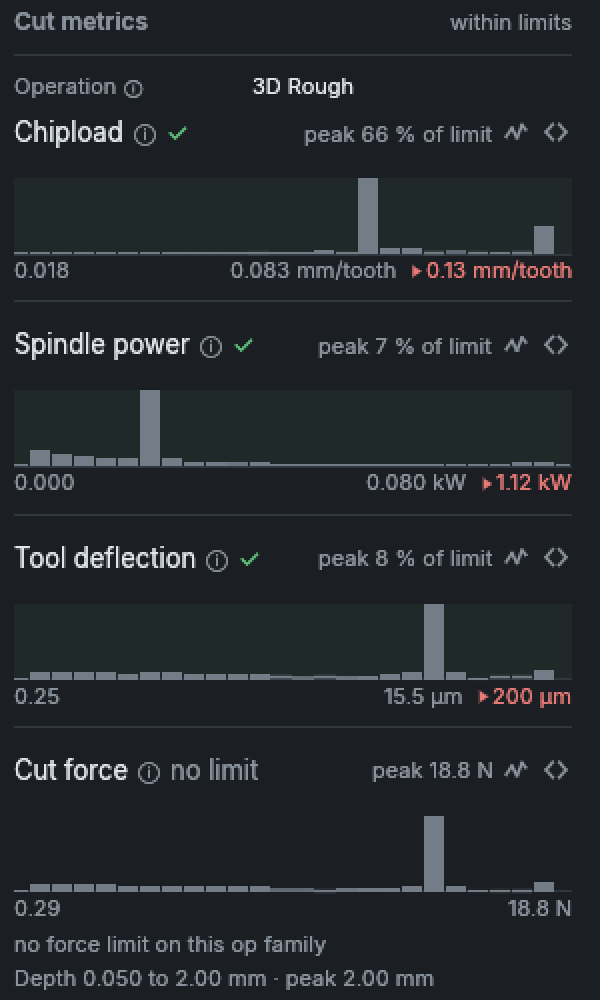 Cut metrics within limits
Operation 3D Rough
Chipload peak 66 % of limit
0.018 0.083 mm/tooth 0.13 mm/tooth
Spindle power peak 7 % of limit
0.000 0.080 kW 1.12 kW
Tool deflection peak 8 % of limit
0.25 15.5 µm 200 µm
Cut force no limit peak 18.8 N
0.29 18.8 N
no force limit on this op family
Depth 0.050 to 2.00 mm · peak 2.00 mm